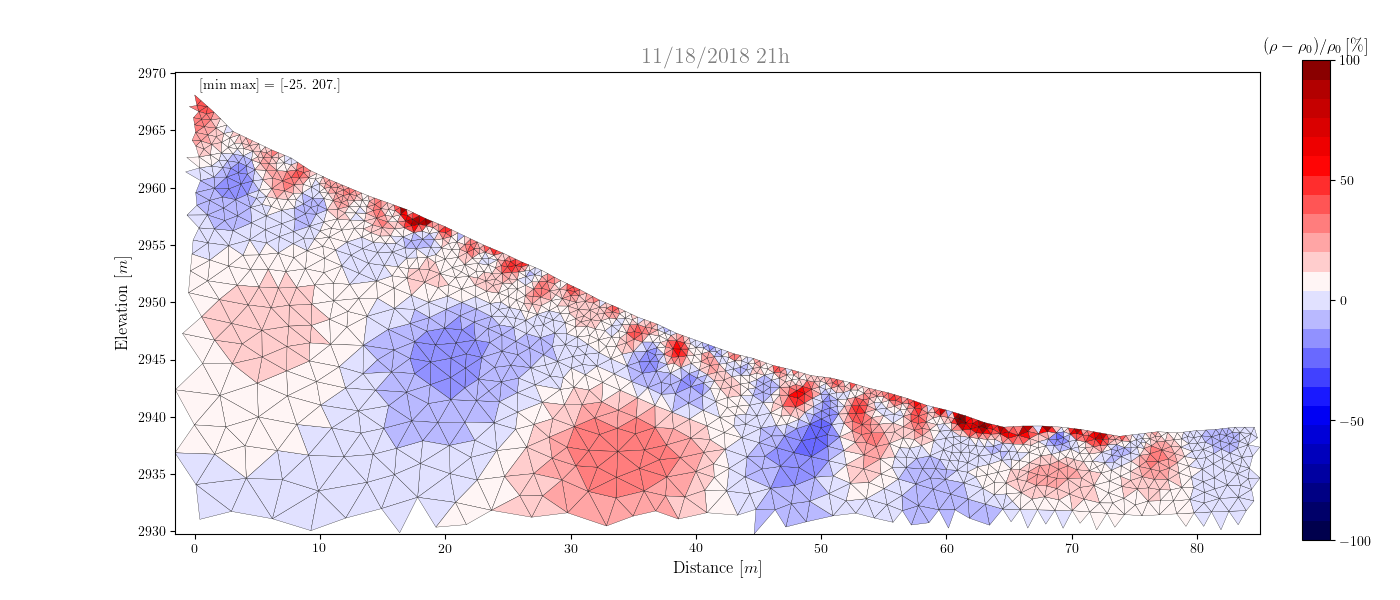 11/18/2018 21h
(ρ − ρ₀)/ρ₀ [%]
[min max] = [-25. 207.]
2970
2965
2960
2955
2950
2945
2940
2935
2930
Elevation [m]
0 10 20 30 40 50 60 70 80
Distance [m]
100
50
0
−50
−100